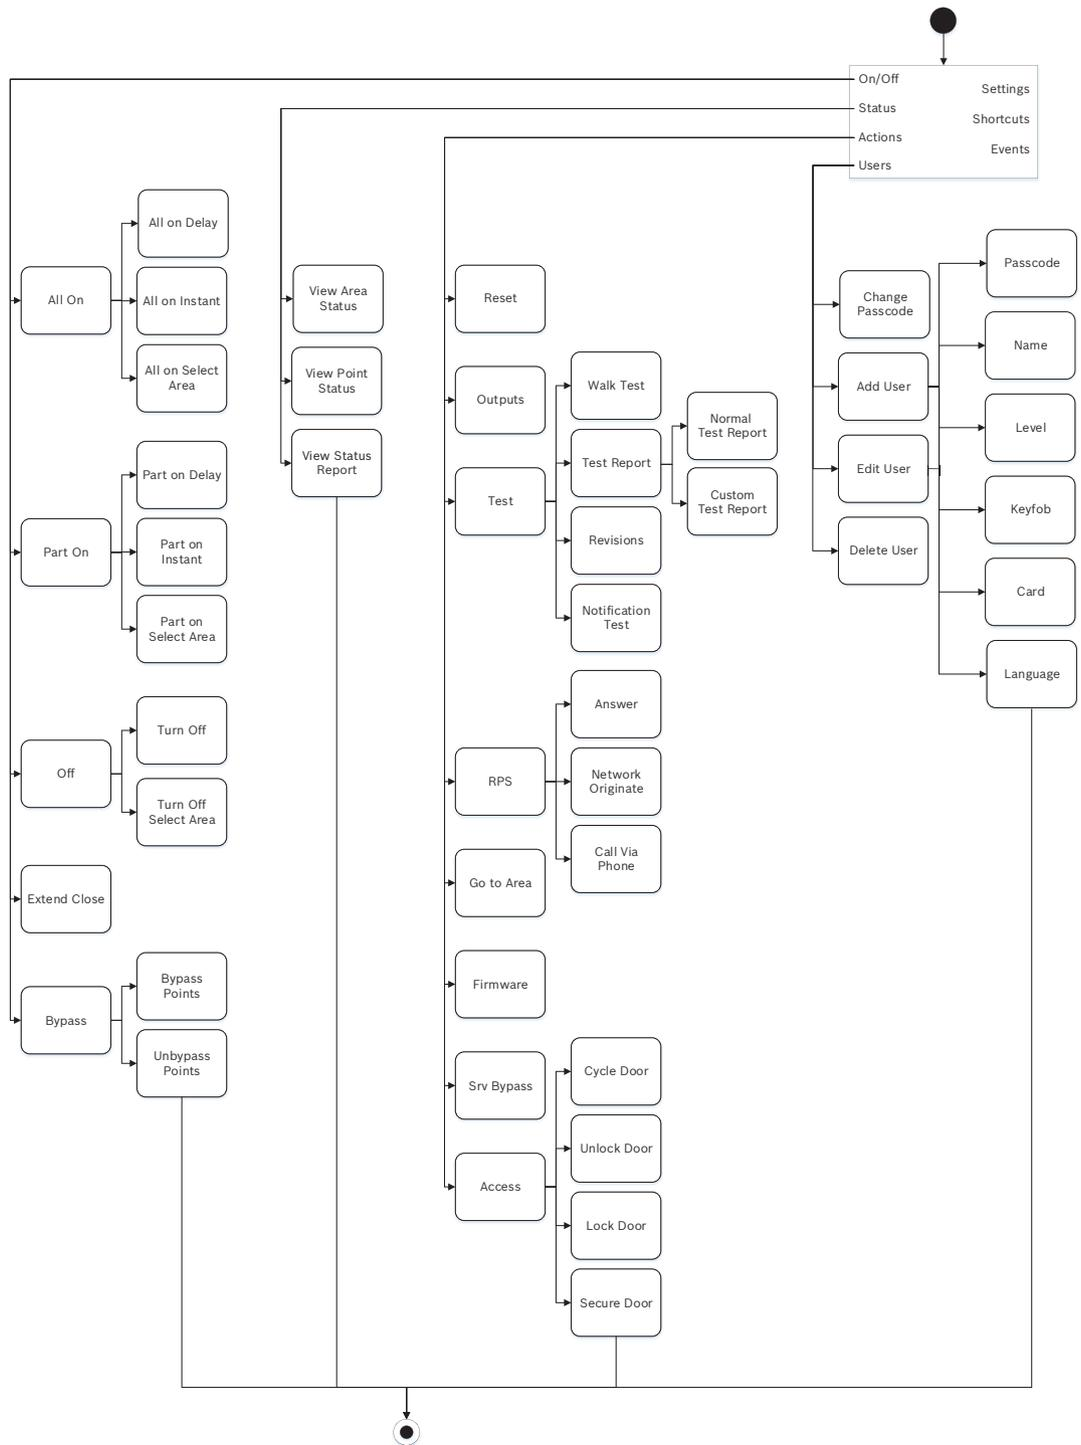 On/Off
Status
Actions
Users
Settings
Shortcuts
Events
All On
All on Delay
All on Instant
All on Select
Area
Part On
Part on Delay
Part on
Instant
Part on
Select Area
Off
Turn Off
Turn Off
Select Area
Extend Close
Bypass
Bypass
Points
Unbypass
Points
View Area
Status
View Point
Status
View Status
Report
Reset
Outputs
Test
Walk Test
Test Report
Normal
Test Report
Custom
Test Report
Revisions
Notification
Test
RPS
Answer
Network
Originate
Call Via
Phone
Go to Area
Firmware
Srv Bypass
Access
Cycle Door
Unlock Door
Lock Door
Secure Door
Change
Passcode
Add User
Edit User
Delete User
Passcode
Name
Level
Keyfob
Card
Language